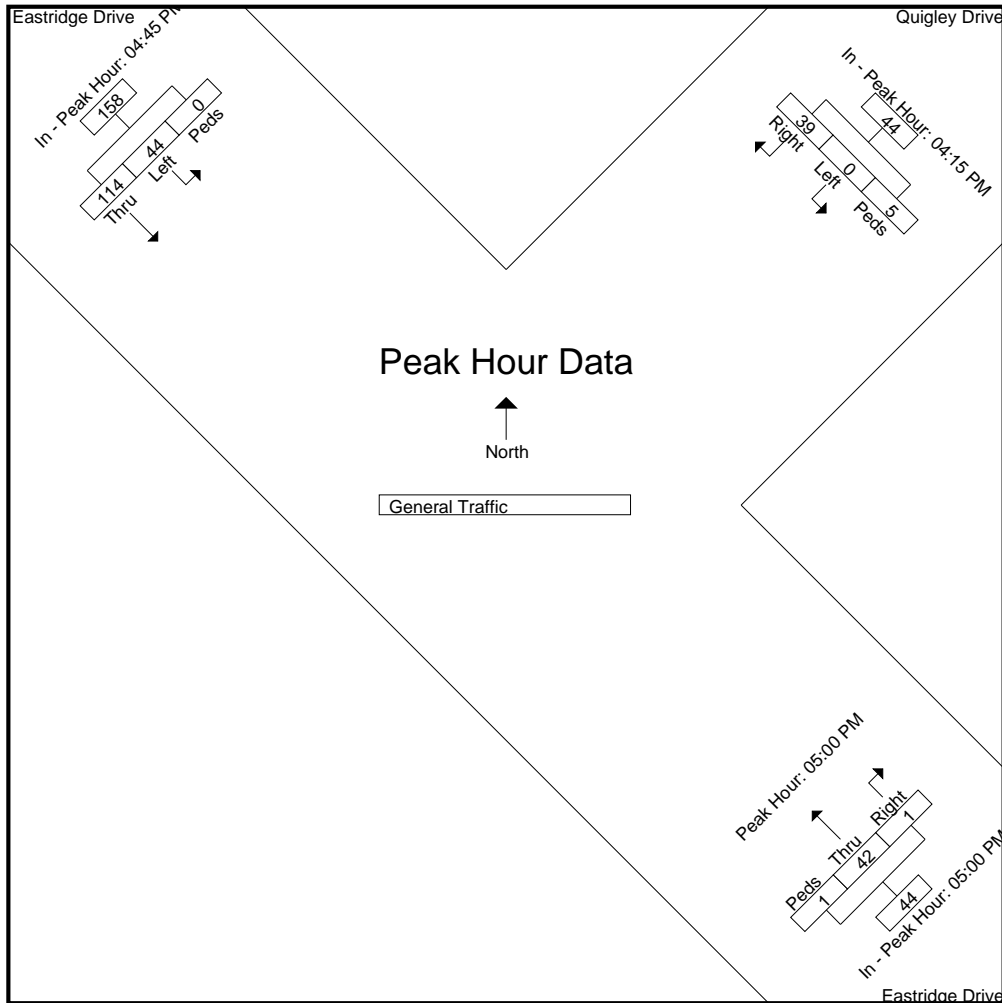 Eastridge Drive
Quigley Drive
In - Peak Hour: 04:45 PM
158
0
44
114
Peds
Left
Thru
In - Peak Hour: 04:15 PM
44
39
0
5
Right
Left
Peds
Peak Hour Data
North
General Traffic
Peak Hour: 05:00 PM
Right
Thru
Peds
1
42
1
44
In - Peak Hour: 05:00 PM
Eastridge Drive